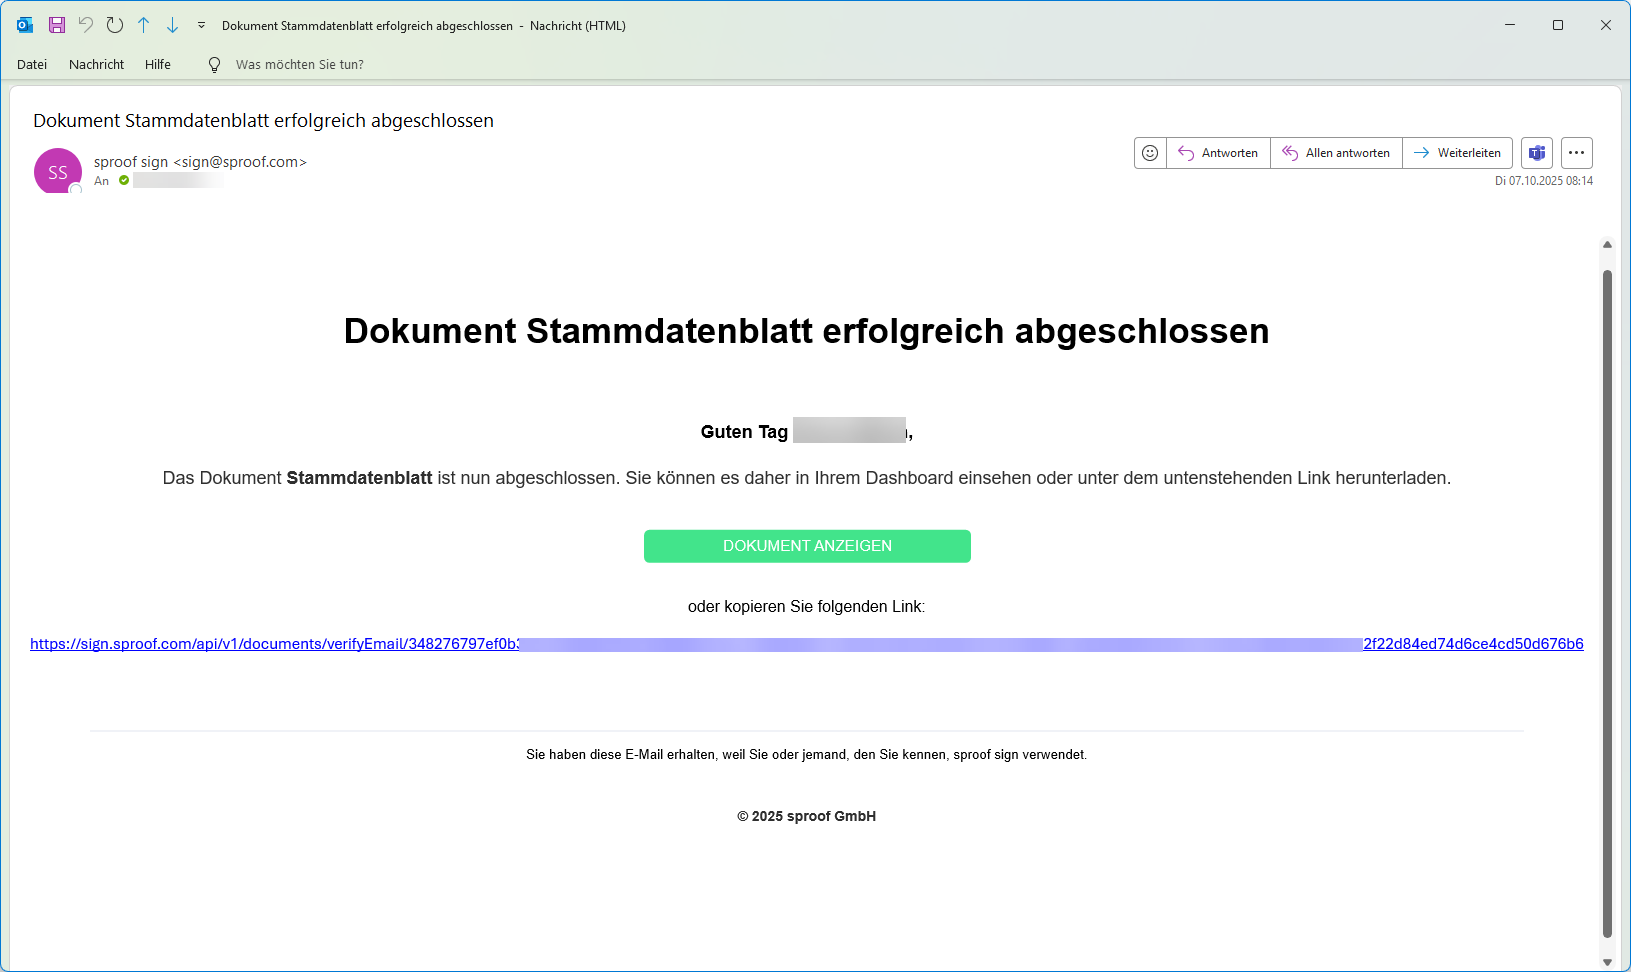 Dokument Stammdatenblatt erfolgreich abgeschlossen - Nachricht (HTML)
Datei Nachricht Hilfe Was möchten Sie tun?
Dokument Stammdatenblatt erfolgreich abgeschlossen
SS
sproof sign <sign@sproof.com>
An
Antworten Allen antworten Weiterleiten
Di 07.10.2025 08:14
Dokument Stammdatenblatt erfolgreich abgeschlossen
Guten Tag ,
Das Dokument Stammdatenblatt ist nun abgeschlossen. Sie können es daher in Ihrem Dashboard einsehen oder unter dem untenstehenden Link herunterladen.
DOKUMENT ANZEIGEN
oder kopieren Sie folgenden Link:
https://sign.sproof.com/api/v1/documents/verifyEmail/348276797ef0b 2f22d84ed74d6ce4cd50d676b6
Sie haben diese E-Mail erhalten, weil Sie oder jemand, den Sie kennen, sproof sign verwendet.
© 2025 sproof GmbH